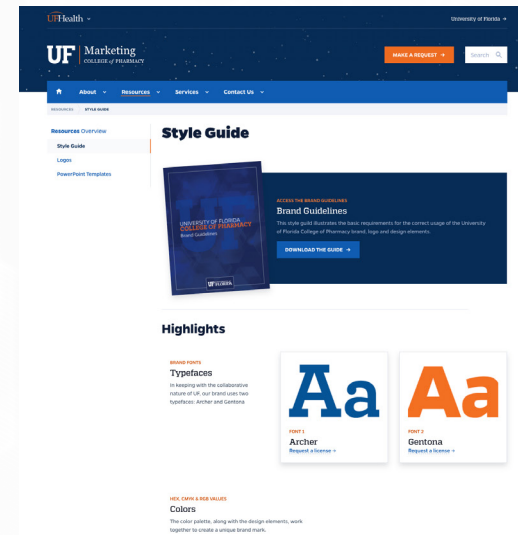 UFHealth
University of Florida →
UF Marketing
COLLEGE of PHARMACY
MAKE A REQUEST →
Search
About
Resources
Services
Contact Us
RESOURCES
STYLE GUIDE
Resources Overview
Style Guide
Logos
PowerPoint Templates
Style Guide
UNIVERSITY OF FLORIDA
COLLEGE OF PHARMACY
Brand Guidelines
UF FLORIDA
ACCESS THE BRAND GUIDELINES
Brand Guidelines
This style guild illustrates the basic requirements for the correct usage of the University
of Florida College of Pharmacy brand, logo and design elements.
DOWNLOAD THE GUIDE →
Highlights
BRAND FONTS
Typefaces
In keeping with the collaborative
nature of UF, our brand uses two
typefaces: Archer and Gentona
Aa
FONT 1
Archer
Request a license →
Aa
FONT 2
Gentona
Request a license →
HEX, CMYK & RGB VALUES
Colors
The color palette, along with the design elements, work
together to create a unique brand mark.